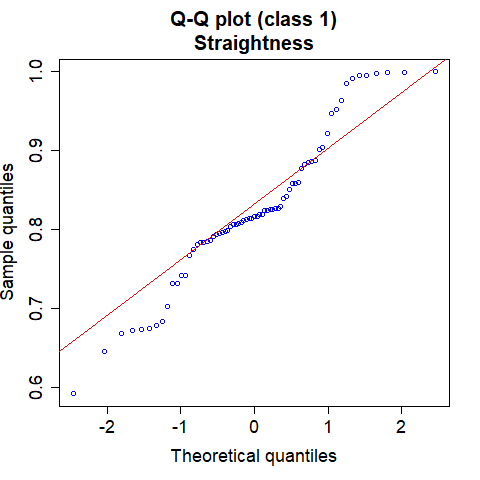 Q-Q plot (class 1)
Straightness
1.0
0.9
0.8
0.7
0.6
Sample quantiles
-2
-1
0
1
2
Theoretical quantiles